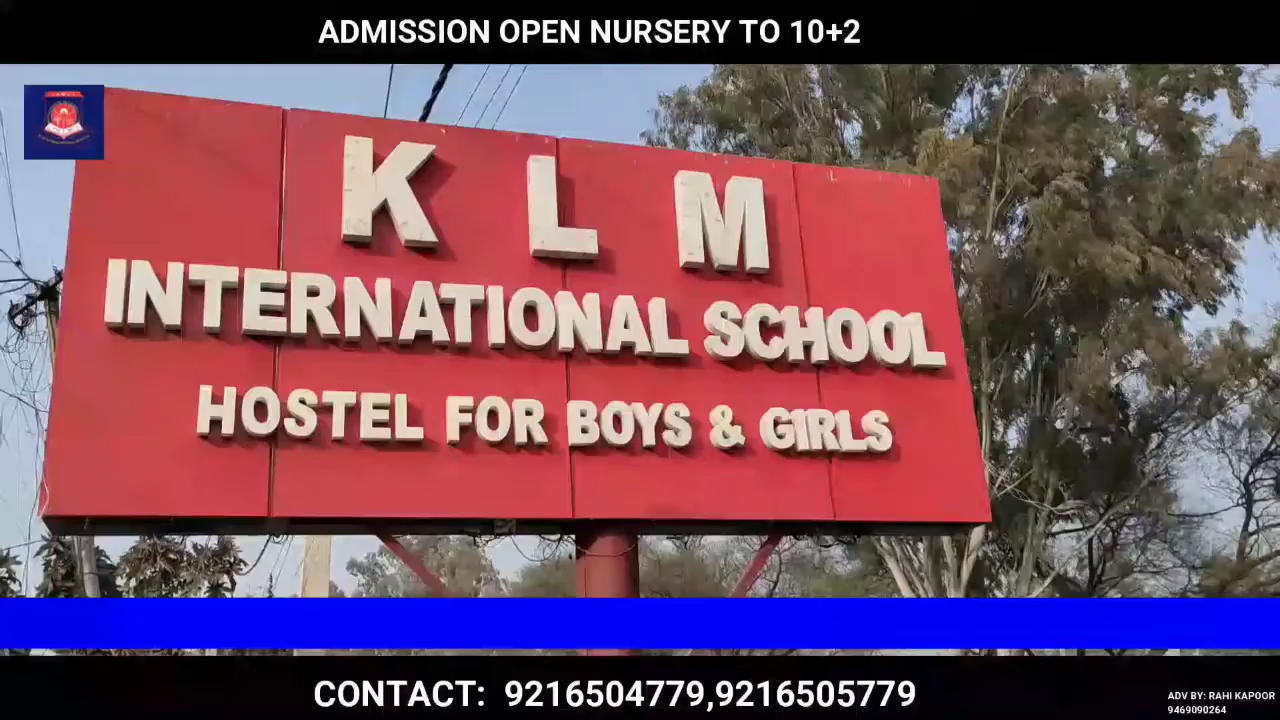 ADMISSION OPEN NURSERY TO 10+2
K L M
INTERNATIONAL SCHOOL
HOSTEL FOR BOYS & GIRLS
CONTACT: 9216504779,9216505779
ADV BY: RAHI KAPOOR
9469090264